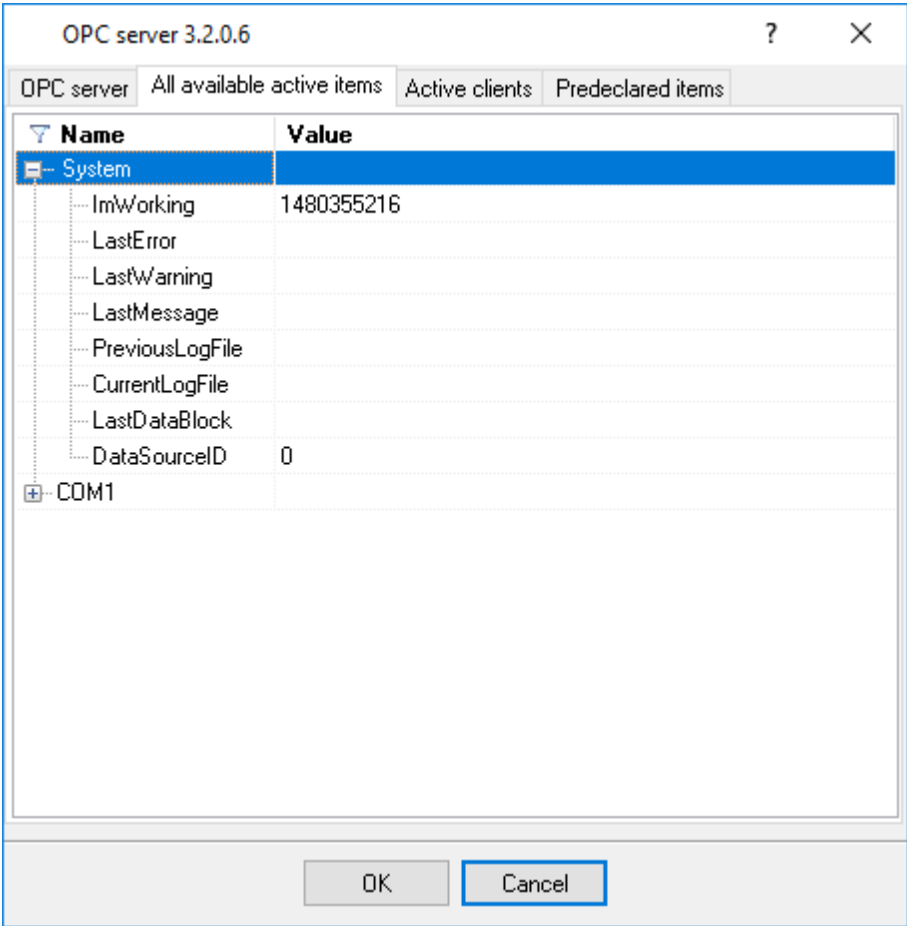 OPC server 3.2.0.6 ?
OPC server All available active items Active clients Predeclared items
Name Value
System
ImWorking 1480355216
LastError
LastWarning
LastMessage
PreviousLogFile
CurrentLogFile
LastDataBlock
DataSourceID 0
COM1
OK Cancel